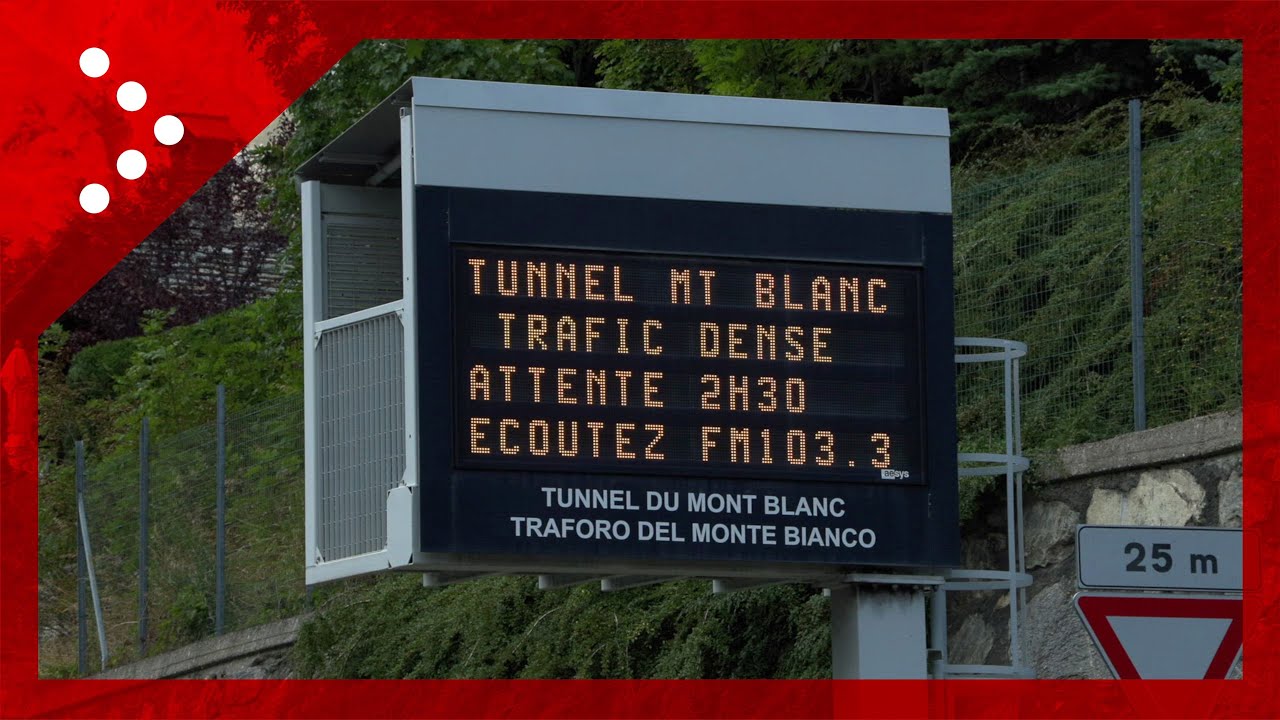 TUNNEL MT BLANC
TRAFIC DENSE
ATTENTE 2H30
ECOUTEZ FM103.3
aesys
TUNNEL DU MONT BLANC
TRAFORO DEL MONTE BIANCO
25 m